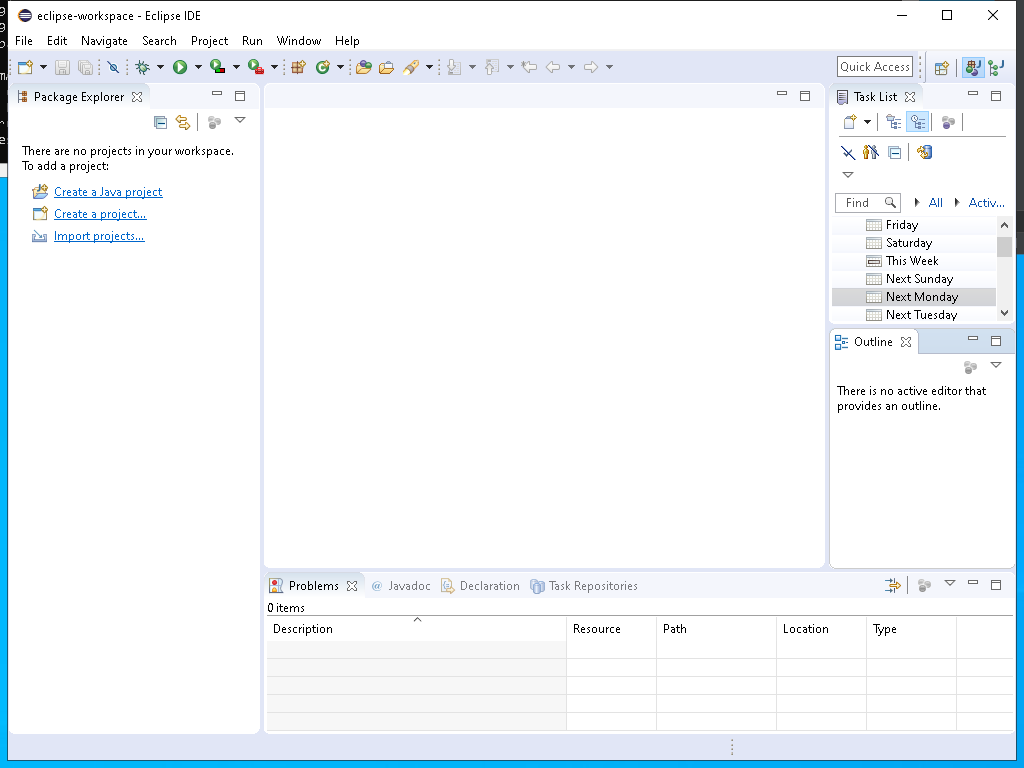 eclipse-workspace - Eclipse IDE
File Edit Navigate Search Project Run Window Help
Quick Access
Package Explorer
There are no projects in your workspace.
To add a project:
Create a Java project
Create a project...
Import projects...
Task List
Find All Activ...
Friday
Saturday
This Week
Next Sunday
Next Monday
Next Tuesday
Outline
There is no active editor that
provides an outline.
Problems @ Javadoc Declaration Task Repositories
0 items
Description Resource Path Location Type